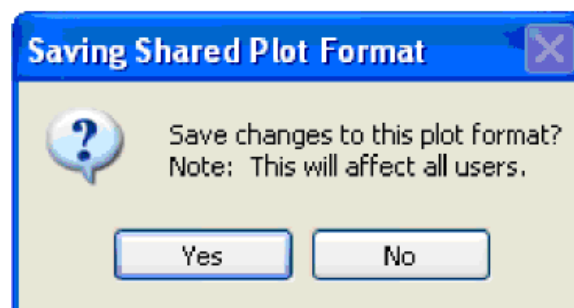 Saving Shared Plot Format
Save changes to this plot format?
Note:  This will affect all users.
Yes
No